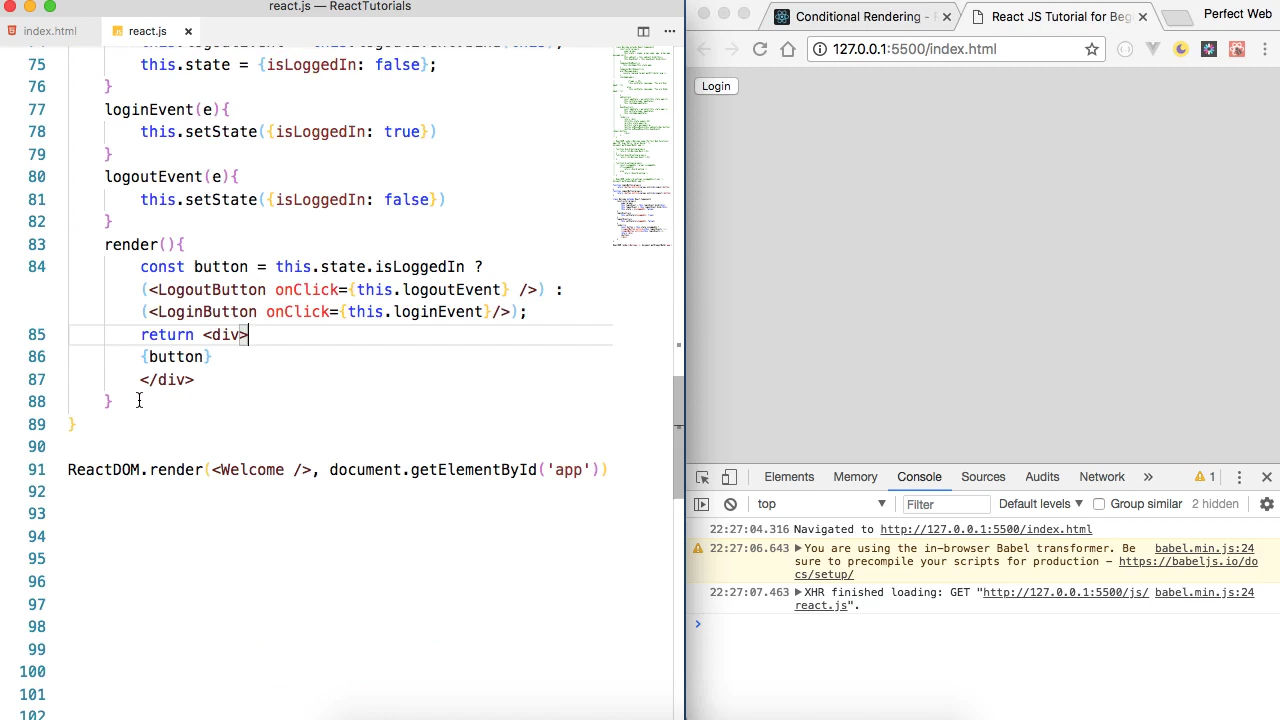 react.js — ReactTutorials
index.html
react.js
75 this.state = {isLoggedIn: false};
76 }
77 loginEvent(e){
78 this.setState({isLoggedIn: true})
79 }
80 logoutEvent(e){
81 this.setState({isLoggedIn: false})
82 }
83 render(){
84 const button = this.state.isLoggedIn ?
(<LogoutButton onClick={this.logoutEvent} />) :
(<LoginButton onClick={this.loginEvent}/>);
85 return <div>
86 {button}
87 </div>
88 }
89 }
90
91 ReactDOM.render(<Welcome />, document.getElementById('app'))
92
93
94
95
96
97
98
99
100
101
102
Conditional Rendering -
React JS Tutorial for Beg
Perfect Web
127.0.0.1:5500/index.html
Login
Elements Memory Console Sources Audits Network » 1
top Filter Default levels Group similar 2 hidden
22:27:04.316 Navigated to http://127.0.0.1:5500/index.html
22:27:06.643 You are using the in-browser Babel transformer. Be babel.min.js:24
sure to precompile your scripts for production - https://babeljs.io/do
cs/setup/
22:27:07.463 XHR finished loading: GET "http://127.0.0.1:5500/js/ babel.min.js:24
react.js".